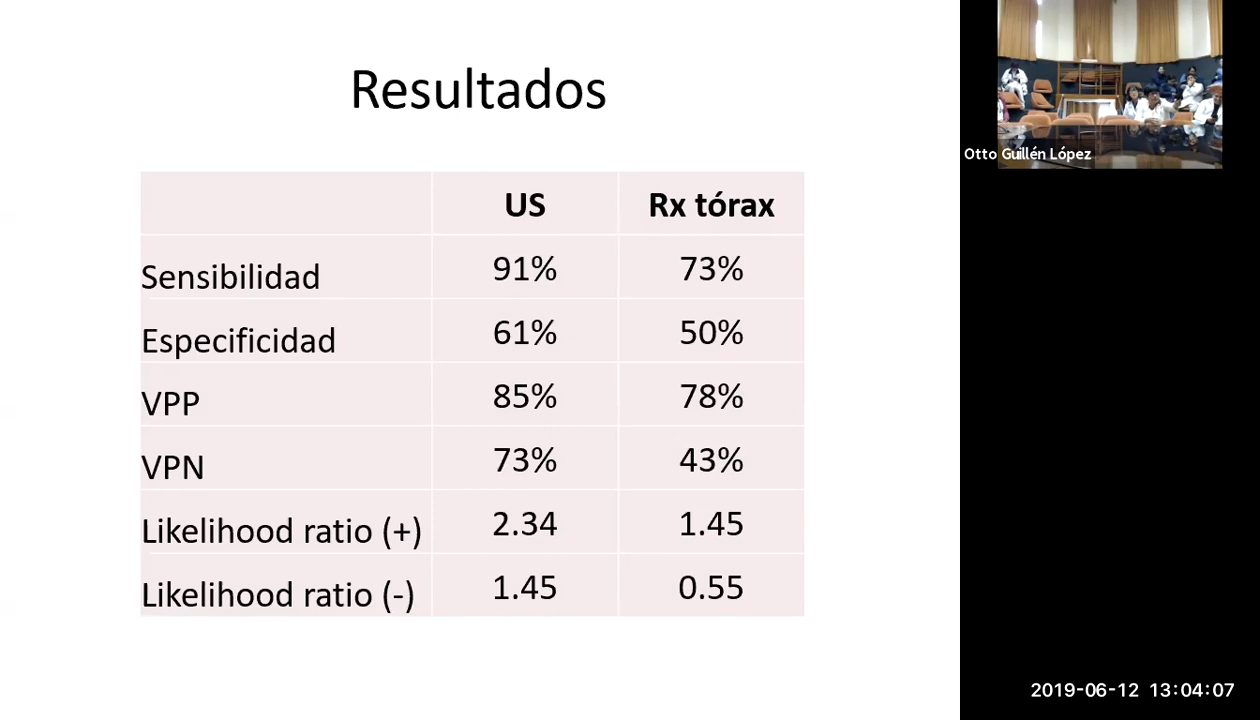 Resultados
US Rx tórax
Sensibilidad 91% 73%
Especificidad 61% 50%
VPP 85% 78%
VPN 73% 43%
Likelihood ratio (+) 2.34 1.45
Likelihood ratio (-) 1.45 0.55
Otto Guillén López
2019-06-12 13:04:07